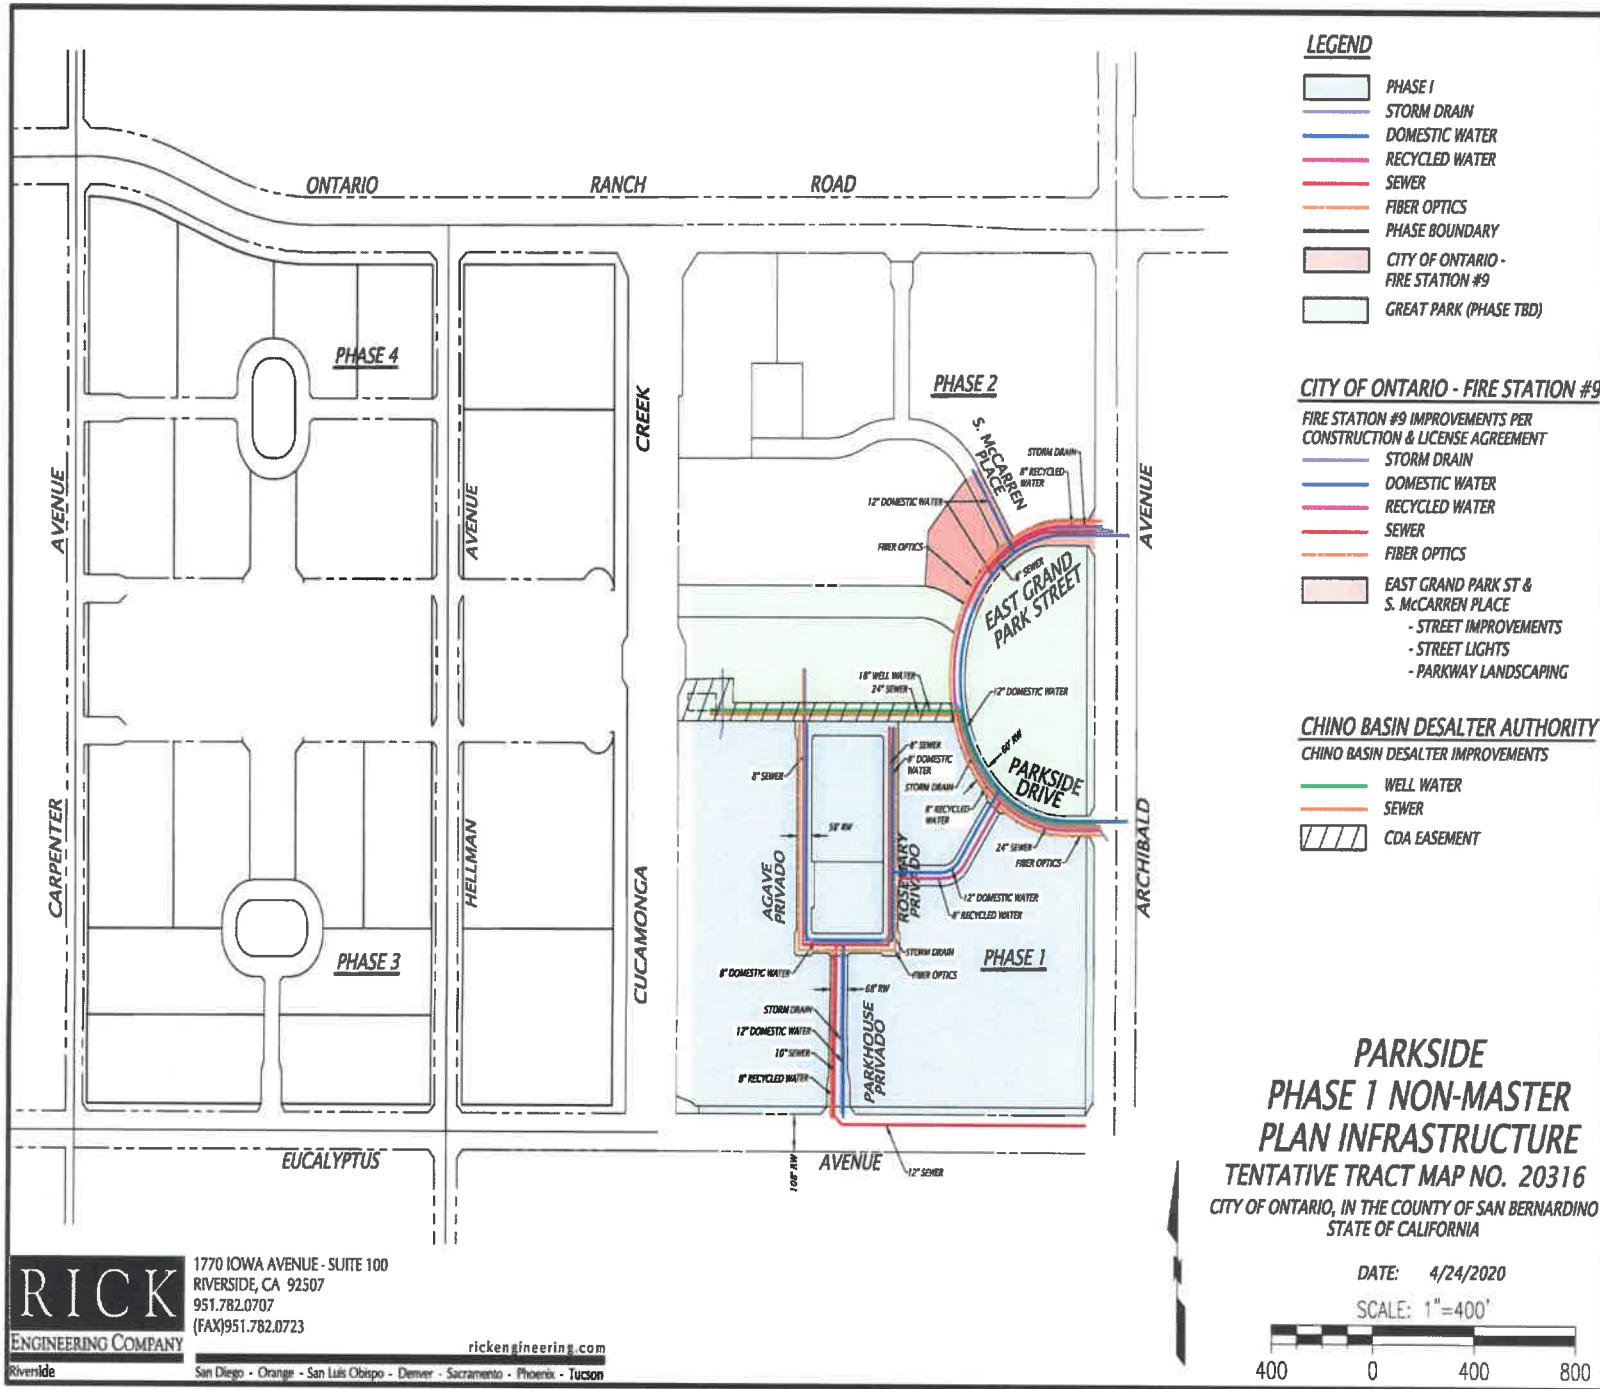 LEGEND
PHASE I
STORM DRAIN
DOMESTIC WATER
RECYCLED WATER
SEWER
FIBER OPTICS
PHASE BOUNDARY
CITY OF ONTARIO -
FIRE STATION #9
GREAT PARK (PHASE TBD)
CITY OF ONTARIO - FIRE STATION #9
FIRE STATION #9 IMPROVEMENTS PER
CONSTRUCTION & LICENSE AGREEMENT
STORM DRAIN
DOMESTIC WATER
RECYCLED WATER
SEWER
FIBER OPTICS
EAST GRAND PARK ST &
S. McCARREN PLACE
- STREET IMPROVEMENTS
- STREET LIGHTS
- PARKWAY LANDSCAPING
CHINO BASIN DESALTER AUTHORITY
CHINO BASIN DESALTER IMPROVEMENTS
WELL WATER
SEWER
CDA EASEMENT
ONTARIO RANCH ROAD
PHASE 4
PHASE 2
CREEK
AVENUE
AVENUE
AVENUE
S. McCARREN
PLACE
STORM DRAIN
8" RECYCLED
WATER
12" DOMESTIC WATER
FIBER OPTICS
SEWER
EAST GRAND
PARK STREET
18" WELL WATER
24" SEWER
12" DOMESTIC WATER
60' RW
PARKSIDE
DRIVE
8" SEWER
8" SEWER
8" DOMESTIC
WATER
STORM DRAIN
8" RECYCLED
WATER
58' RW
24" SEWER
FIBER OPTICS
AGAVE
PRIVADO
ROSEMARY
PRIVADO
12" DOMESTIC WATER
8" RECYCLED WATER
STORM DRAIN
FIBER OPTICS
PHASE 1
CARPENTER
HELLMAN
CUCAMONGA
ARCHIBALD
PHASE 3
8" DOMESTIC WATER
68' RW
STORM DRAIN
12" DOMESTIC WATER
10" SEWER
8" RECYCLED WATER
PARKHOUSE
PRIVADO
EUCALYPTUS
AVENUE
108' RW
12" SEWER
PARKSIDE
PHASE 1 NON-MASTER
PLAN INFRASTRUCTURE
TENTATIVE TRACT MAP NO. 20316
CITY OF ONTARIO, IN THE COUNTY OF SAN BERNARDINO
STATE OF CALIFORNIA
DATE: 4/24/2020
SCALE: 1"=400'
400 0 400 800
RICK
ENGINEERING COMPANY
1770 IOWA AVENUE - SUITE 100
RIVERSIDE, CA 92507
951.782.0707
(FAX)951.782.0723
rickengineering.com
Riverside
San Diego - Orange - San Luis Obispo - Denver - Sacramento - Phoenix - Tucson